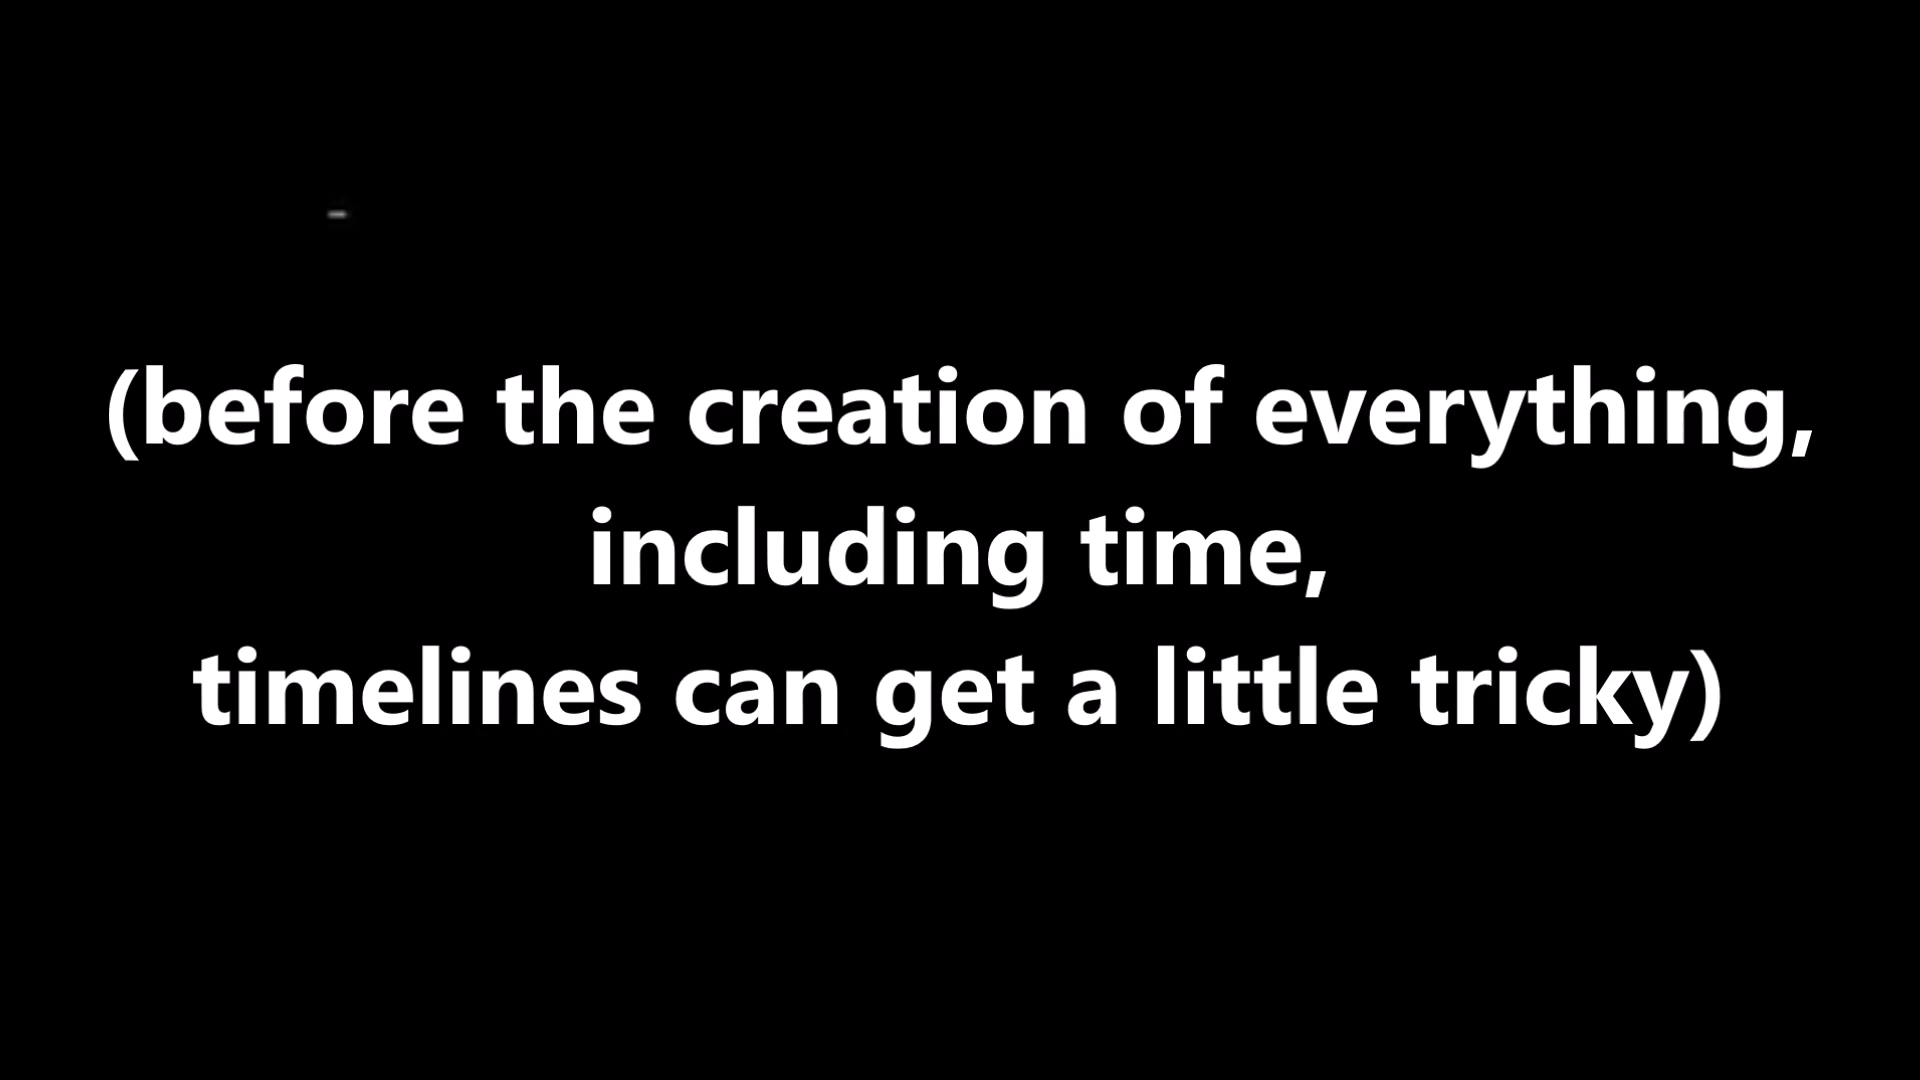 (before the creation of everything,
including time,
timelines can get a little tricky)